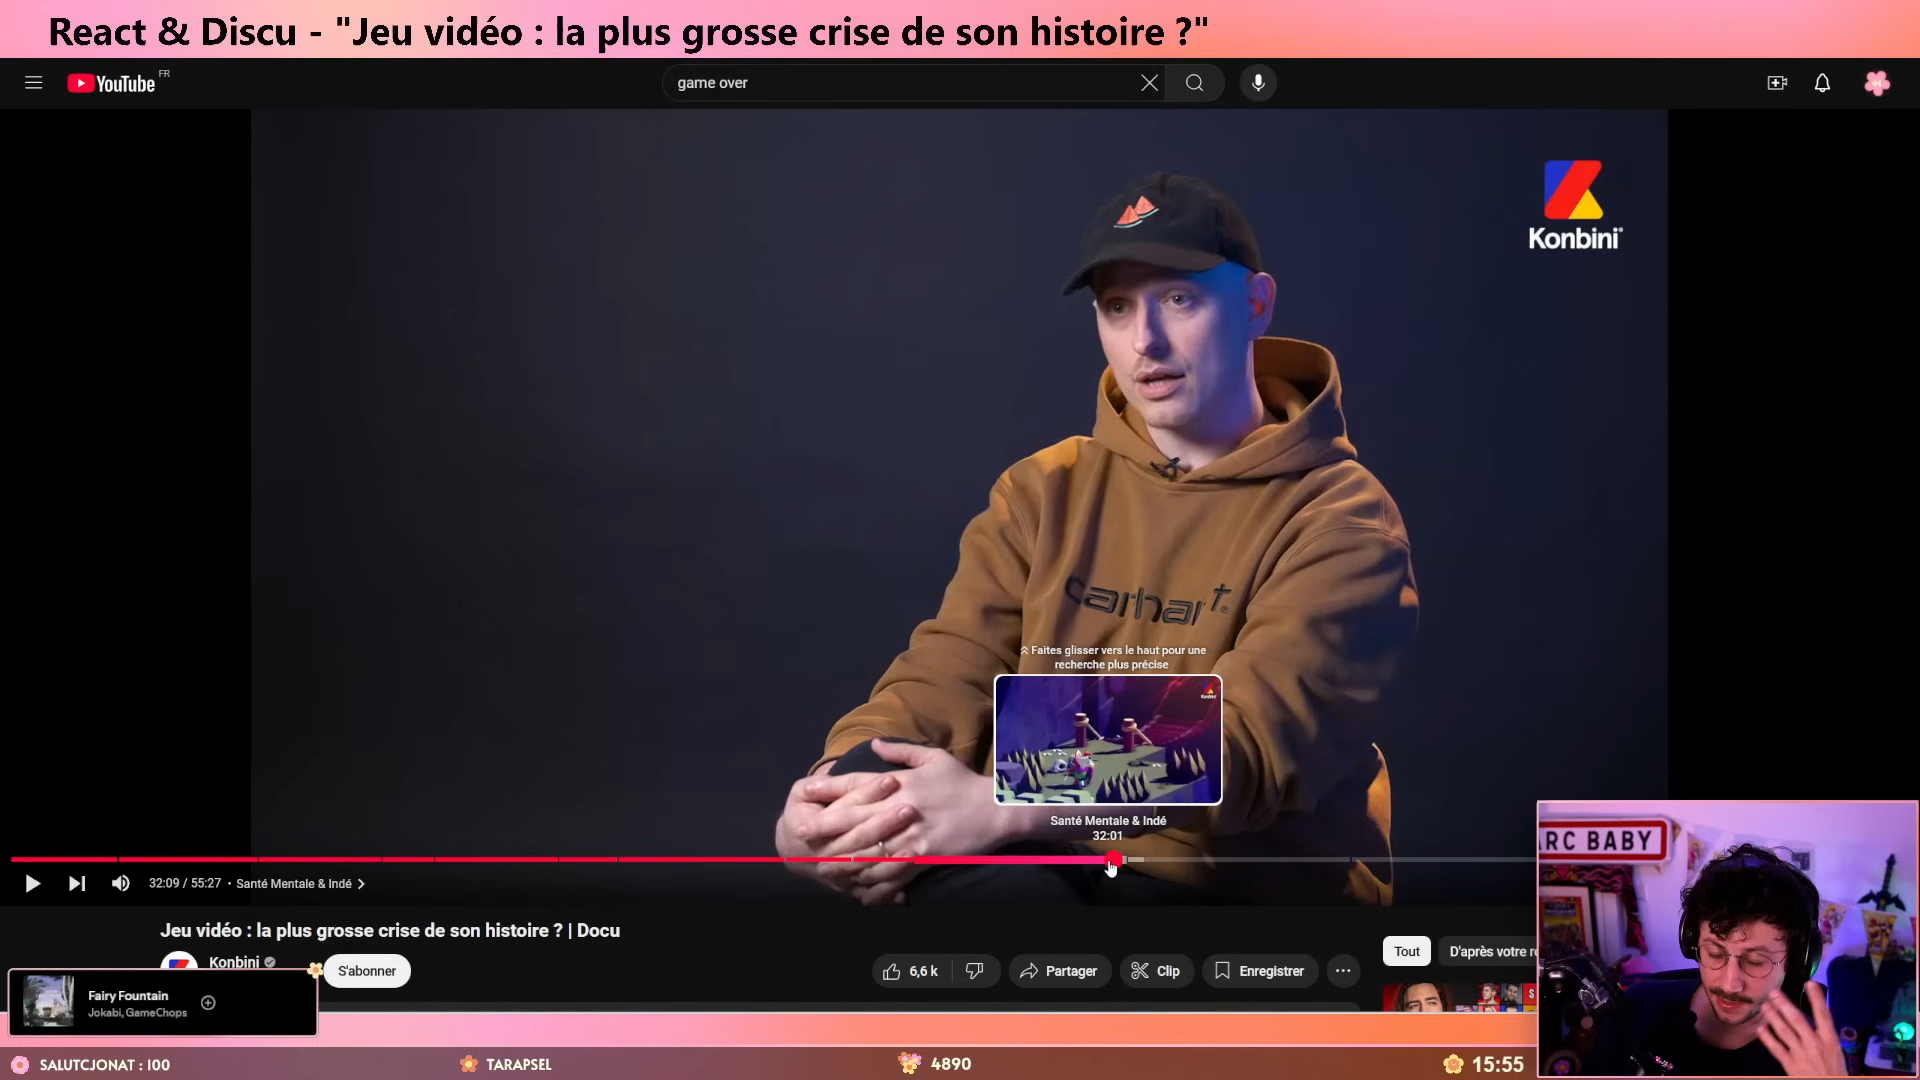 React & Discu - "Jeu vidéo : la plus grosse crise de son histoire ?"
YouTube FR
game over
Konbini
carhart
Faites glisser vers le haut pour une
recherche plus précise
Konbini
Santé Mentale & Indé
32:01
32:09 / 55:27 • Santé Mentale & Indé
RC BABY
Jeu vidéo : la plus grosse crise de son histoire ? | Docu
Konbini
S'abonner
6,6 k
Partager
Clip
Enregistrer
Tout
D'après votre re
Fairy Fountain
Jokabi, GameChops
SALUTCJONAT : 100
TARAPSEL
4890
15:55